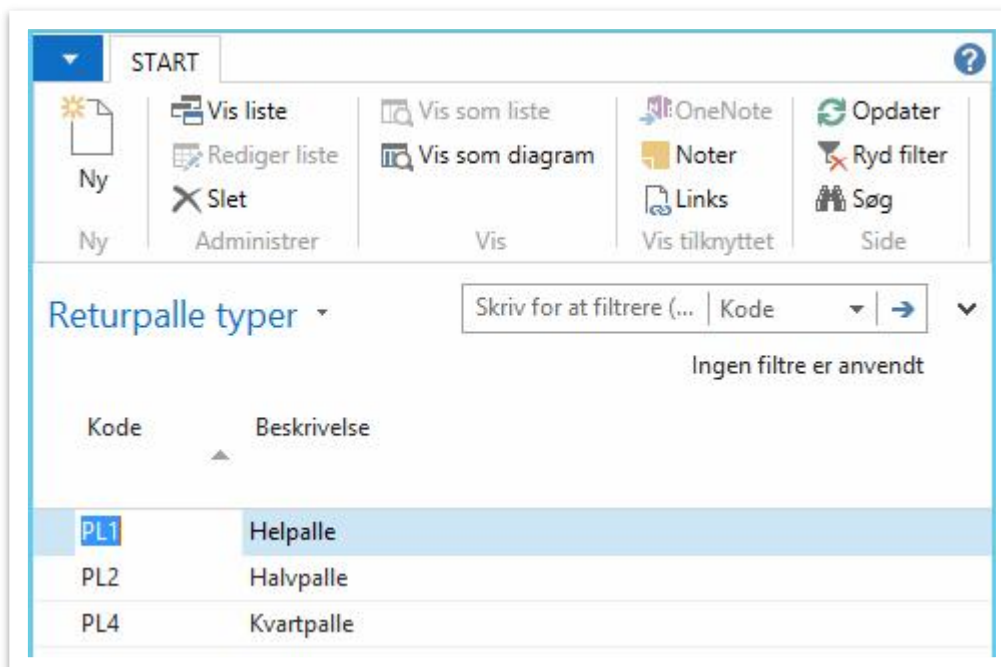 START
Ny
Vis liste
Rediger liste
Slet
Vis som liste
Vis som diagram
OneNote
Noter
Links
Opdater
Ryd filter
Søg
Ny
Administrer
Vis
Vis tilknyttet
Side
Returpalle typer
Skriv for at filtrere (... Kode
Ingen filtre er anvendt
Kode Beskrivelse
PL1 Helpalle
PL2 Halvpalle
PL4 Kvartpalle